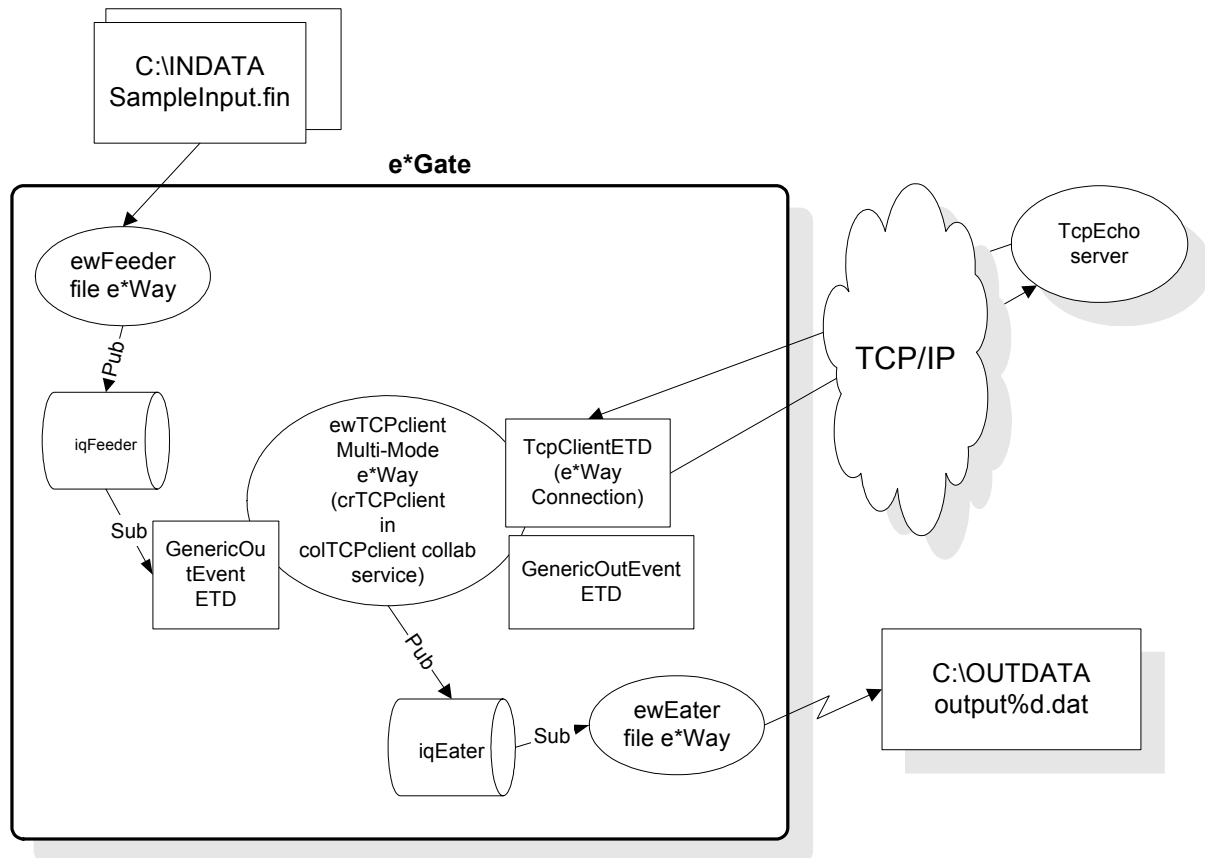 C:\INDATA
SampleInput.fin
e*Gate
ewFeeder
file e*Way
Pub
iqFeeder
Sub
GenericOu
tEvent
ETD
ewTCPclient
Multi-Mode
e*Way
(crTCPclient
in
colTCPclient collab
service)
TcpClientETD
(e*Way
Connection)
GenericOutEvent
ETD
TCP/IP
TcpEcho
server
Pub
iqEater
Sub
ewEater
file e*Way
C:\OUTDATA
output%d.dat